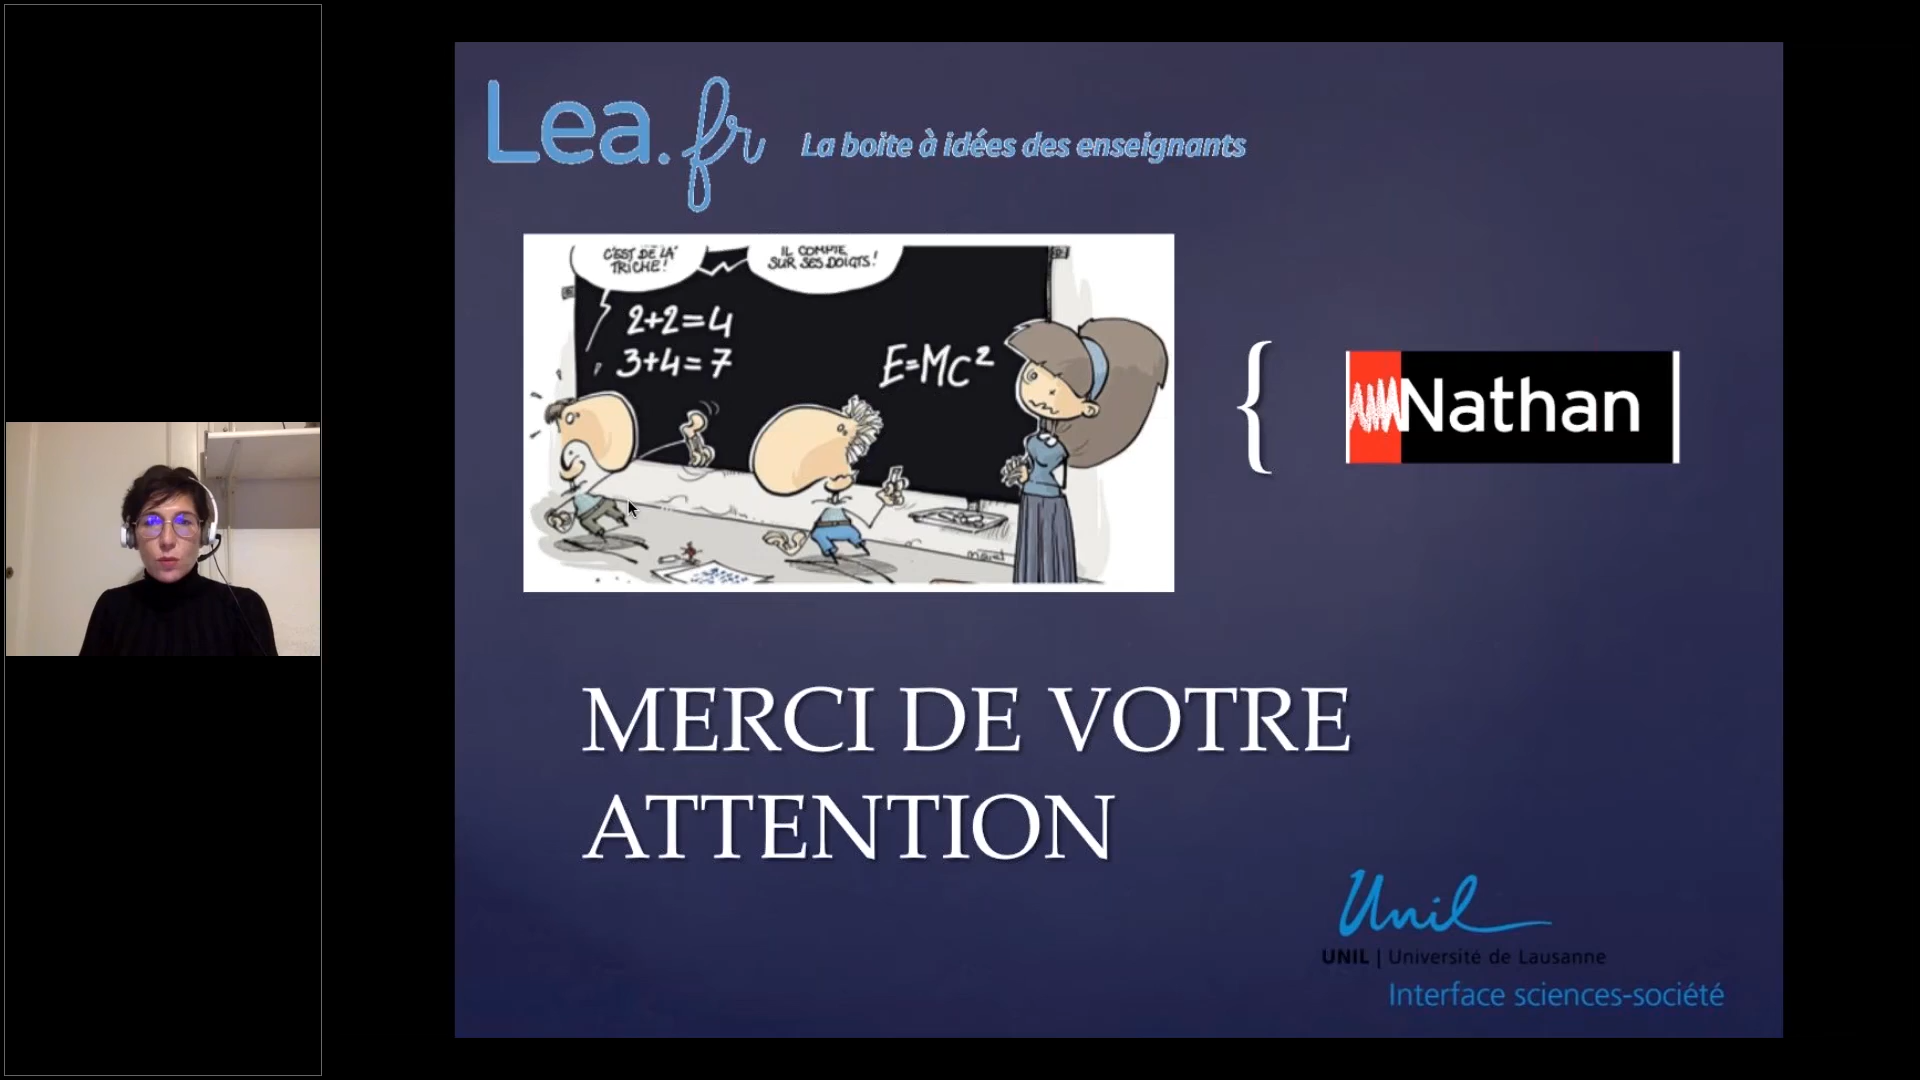 Lea.fr
La boîte à idées des enseignants
C'EST DE LA
TRICHE!
IL COMPTE
SUR SES DOIGTS!
2+2=4
3+4=7
E=MC²
{
Nathan
MERCI DE VOTRE
ATTENTION
Unil
UNIL | Université de Lausanne
Interface sciences-société